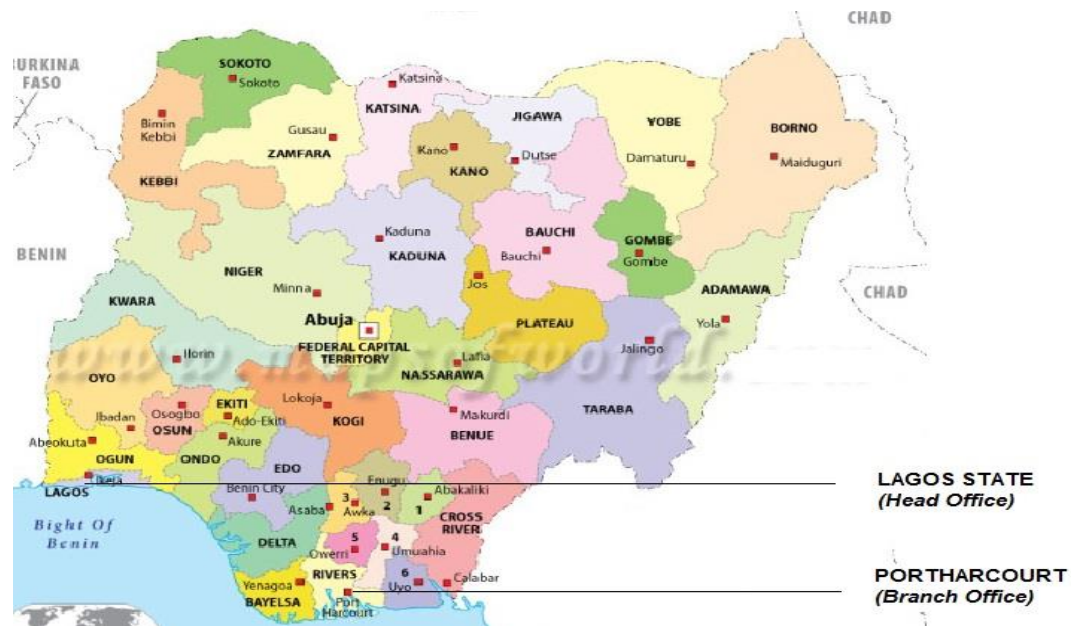 CHAD
BURKINA
FASO
SOKOTO
Sokoto
Katsina
KATSINA
JIGAWA
YOBE
BORNO
Birnin
Kebbi
Gusau
ZAMFARA
Kano
KANO
Dutse
Damaturu
Maiduguri
KEBBI
Kaduna
KADUNA
BAUCHI
Bauchi
GOMBE
Gombe
BENIN
NIGER
Minna
Jos
ADAMAWA
CHAD
KWARA
Abuja
FEDERAL CAPITAL
TERRITORY
PLATEAU
Yola
Ilorin
Lafia
NASSARAWA
Jalingo
www.mapsofworld.com
OYO
Ibadan
Osogbo
OSUN
EKITI
Ado-Ekiti
Lokoja
KOGI
Makurdi
BENUE
TARABA
Abeokuta
OGUN
ONDO
Akure
EDO
Ikeja
LAGOS
Benin City
Asaba
3
Awka
Enugu
2
Abakaliki
1
CROSS
RIVER
LAGOS STATE
(Head Office)
Bight Of
Benin
DELTA
5
Owerri
4
Umuahia
RIVERS
Yenagoa
BAYELSA
Port
Harcourt
6
Uyo
Calabar
PORTHARCOURT
(Branch Office)